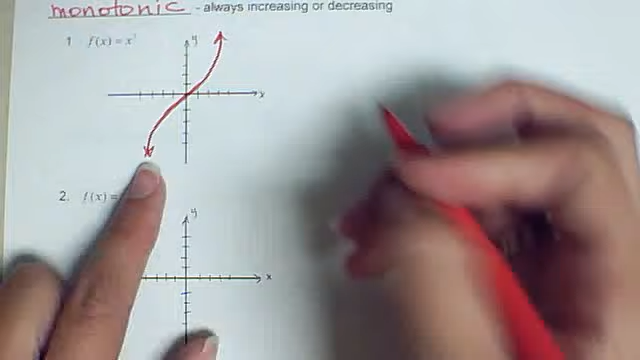 monotonic - always increasing or decreasing
1. f(x) = x³
y
x
2. f(x) =
y
x